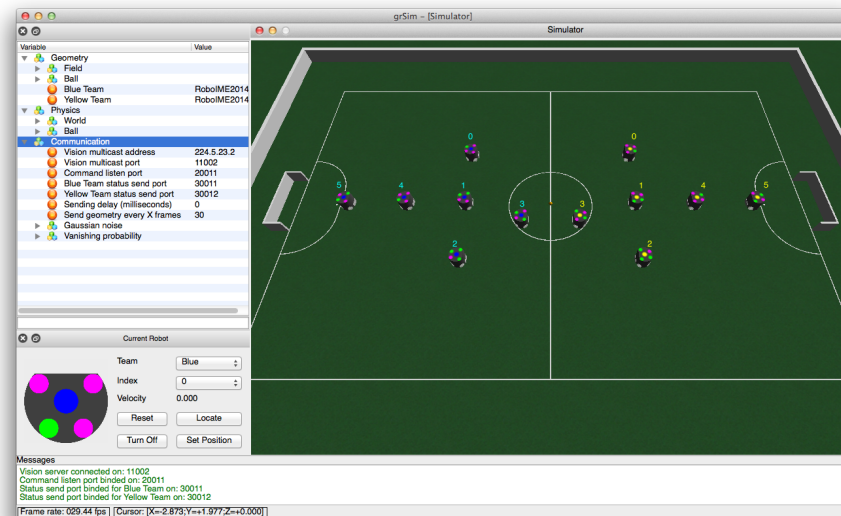 grSim - [Simulator]
Simulator
Variable Value
Geometry
Field
Ball
Blue Team RoboIME2014
Yellow Team RoboIME2014
Physics
World
Ball
Communication
Vision multicast address 224.5.23.2
Vision multicast port 11002
Command listen port 20011
Blue Team status send port 30011
Yellow Team status send port 30012
Sending delay (milliseconds) 0
Send geometry every X frames 30
Gaussian noise
Vanishing probability
0 0
5 4 1 1 4 5
3 3
2 2
Current Robot
Team Blue
Index 0
Velocity 0.000
Reset Locate
Turn Off Set Position
Messages
Vision server connected on: 11002
Command listen port binded on: 20011
Status send port binded for Blue Team on: 30011
Status send port binded for Yellow Team on: 30012
Frame rate: 029.44 fps Cursor: [X=-2.873;Y=+1.977;Z=+0.000]